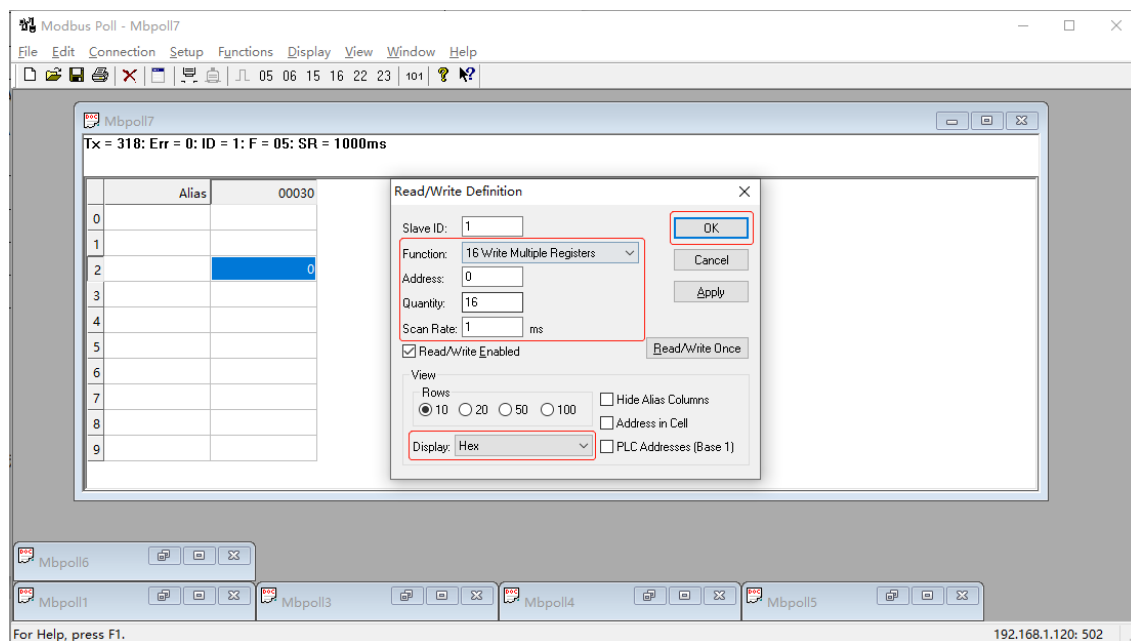 Modbus Poll - Mbpoll7
File Edit Connection Setup Functions Display View Window Help
05 06 15 16 22 23 101
Mbpoll7
Tx = 318: Err = 0: ID = 1: F = 05: SR = 1000ms
Alias 00030
0
1
2 0
3
4
5
6
7
8
9
Read/Write Definition
Slave ID: 1
OK
Function: 16 Write Multiple Registers
Cancel
Address: 0
Apply
Quantity: 16
Scan Rate: 1 ms
Read/Write Enabled
Read/Write Once
View
Rows
10 20 50 100
Hide Alias Columns
Address in Cell
Display: Hex
PLC Addresses (Base 1)
Mbpoll6
Mbpoll1 Mbpoll3 Mbpoll4 Mbpoll5
For Help, press F1. 192.168.1.120: 502